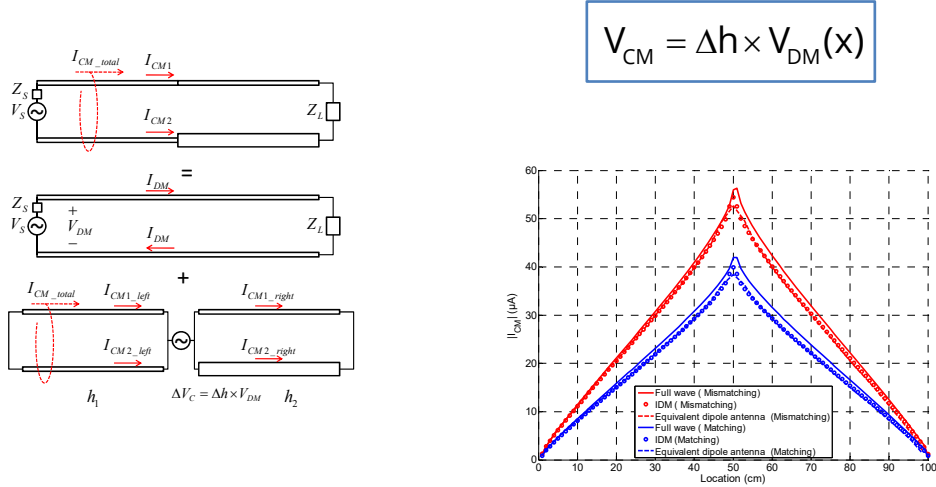 V_CM = Δh × V_DM(x)
I_CM_total I_CM1
Z_S
V_S
I_CM2
Z_L
=
I_DM
Z_S
V_S
+
V_DM
−
I_DM
Z_L
+
I_CM_total I_CM1_left I_CM1_right
I_CM2_left I_CM2_right
h_1 ΔV_C = Δh × V_DM h_2
60
50
40
30
20
10
0
|I_CM| (μA)
Full wave ( Mismatching)
IDM ( Mismatching)
Equivalent dipole antenna (Mismatching)
Full wave ( Matching)
IDM (Matching)
Equivalent dipole antenna (Matching)
0 10 20 30 40 50 60 70 80 90 100
Location (cm)